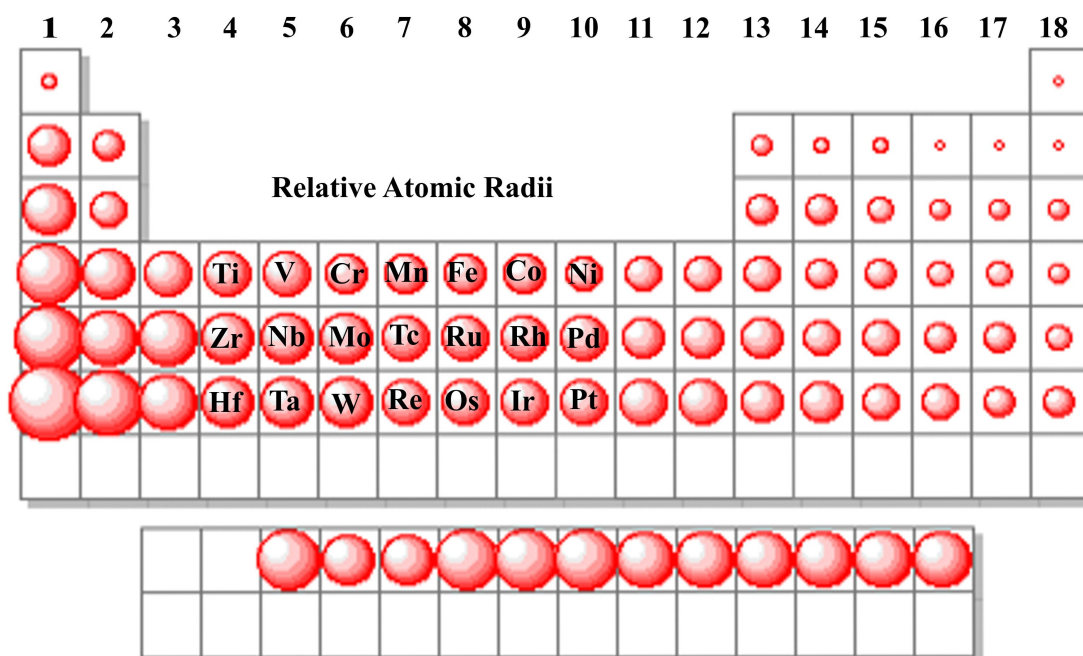 1 2 3 4 5 6 7 8 9 10 11 12 13 14 15 16 17 18
Relative Atomic Radii
Ti V Cr Mn Fe Co Ni
Zr Nb Mo Tc Ru Rh Pd
Hf Ta W Re Os Ir Pt